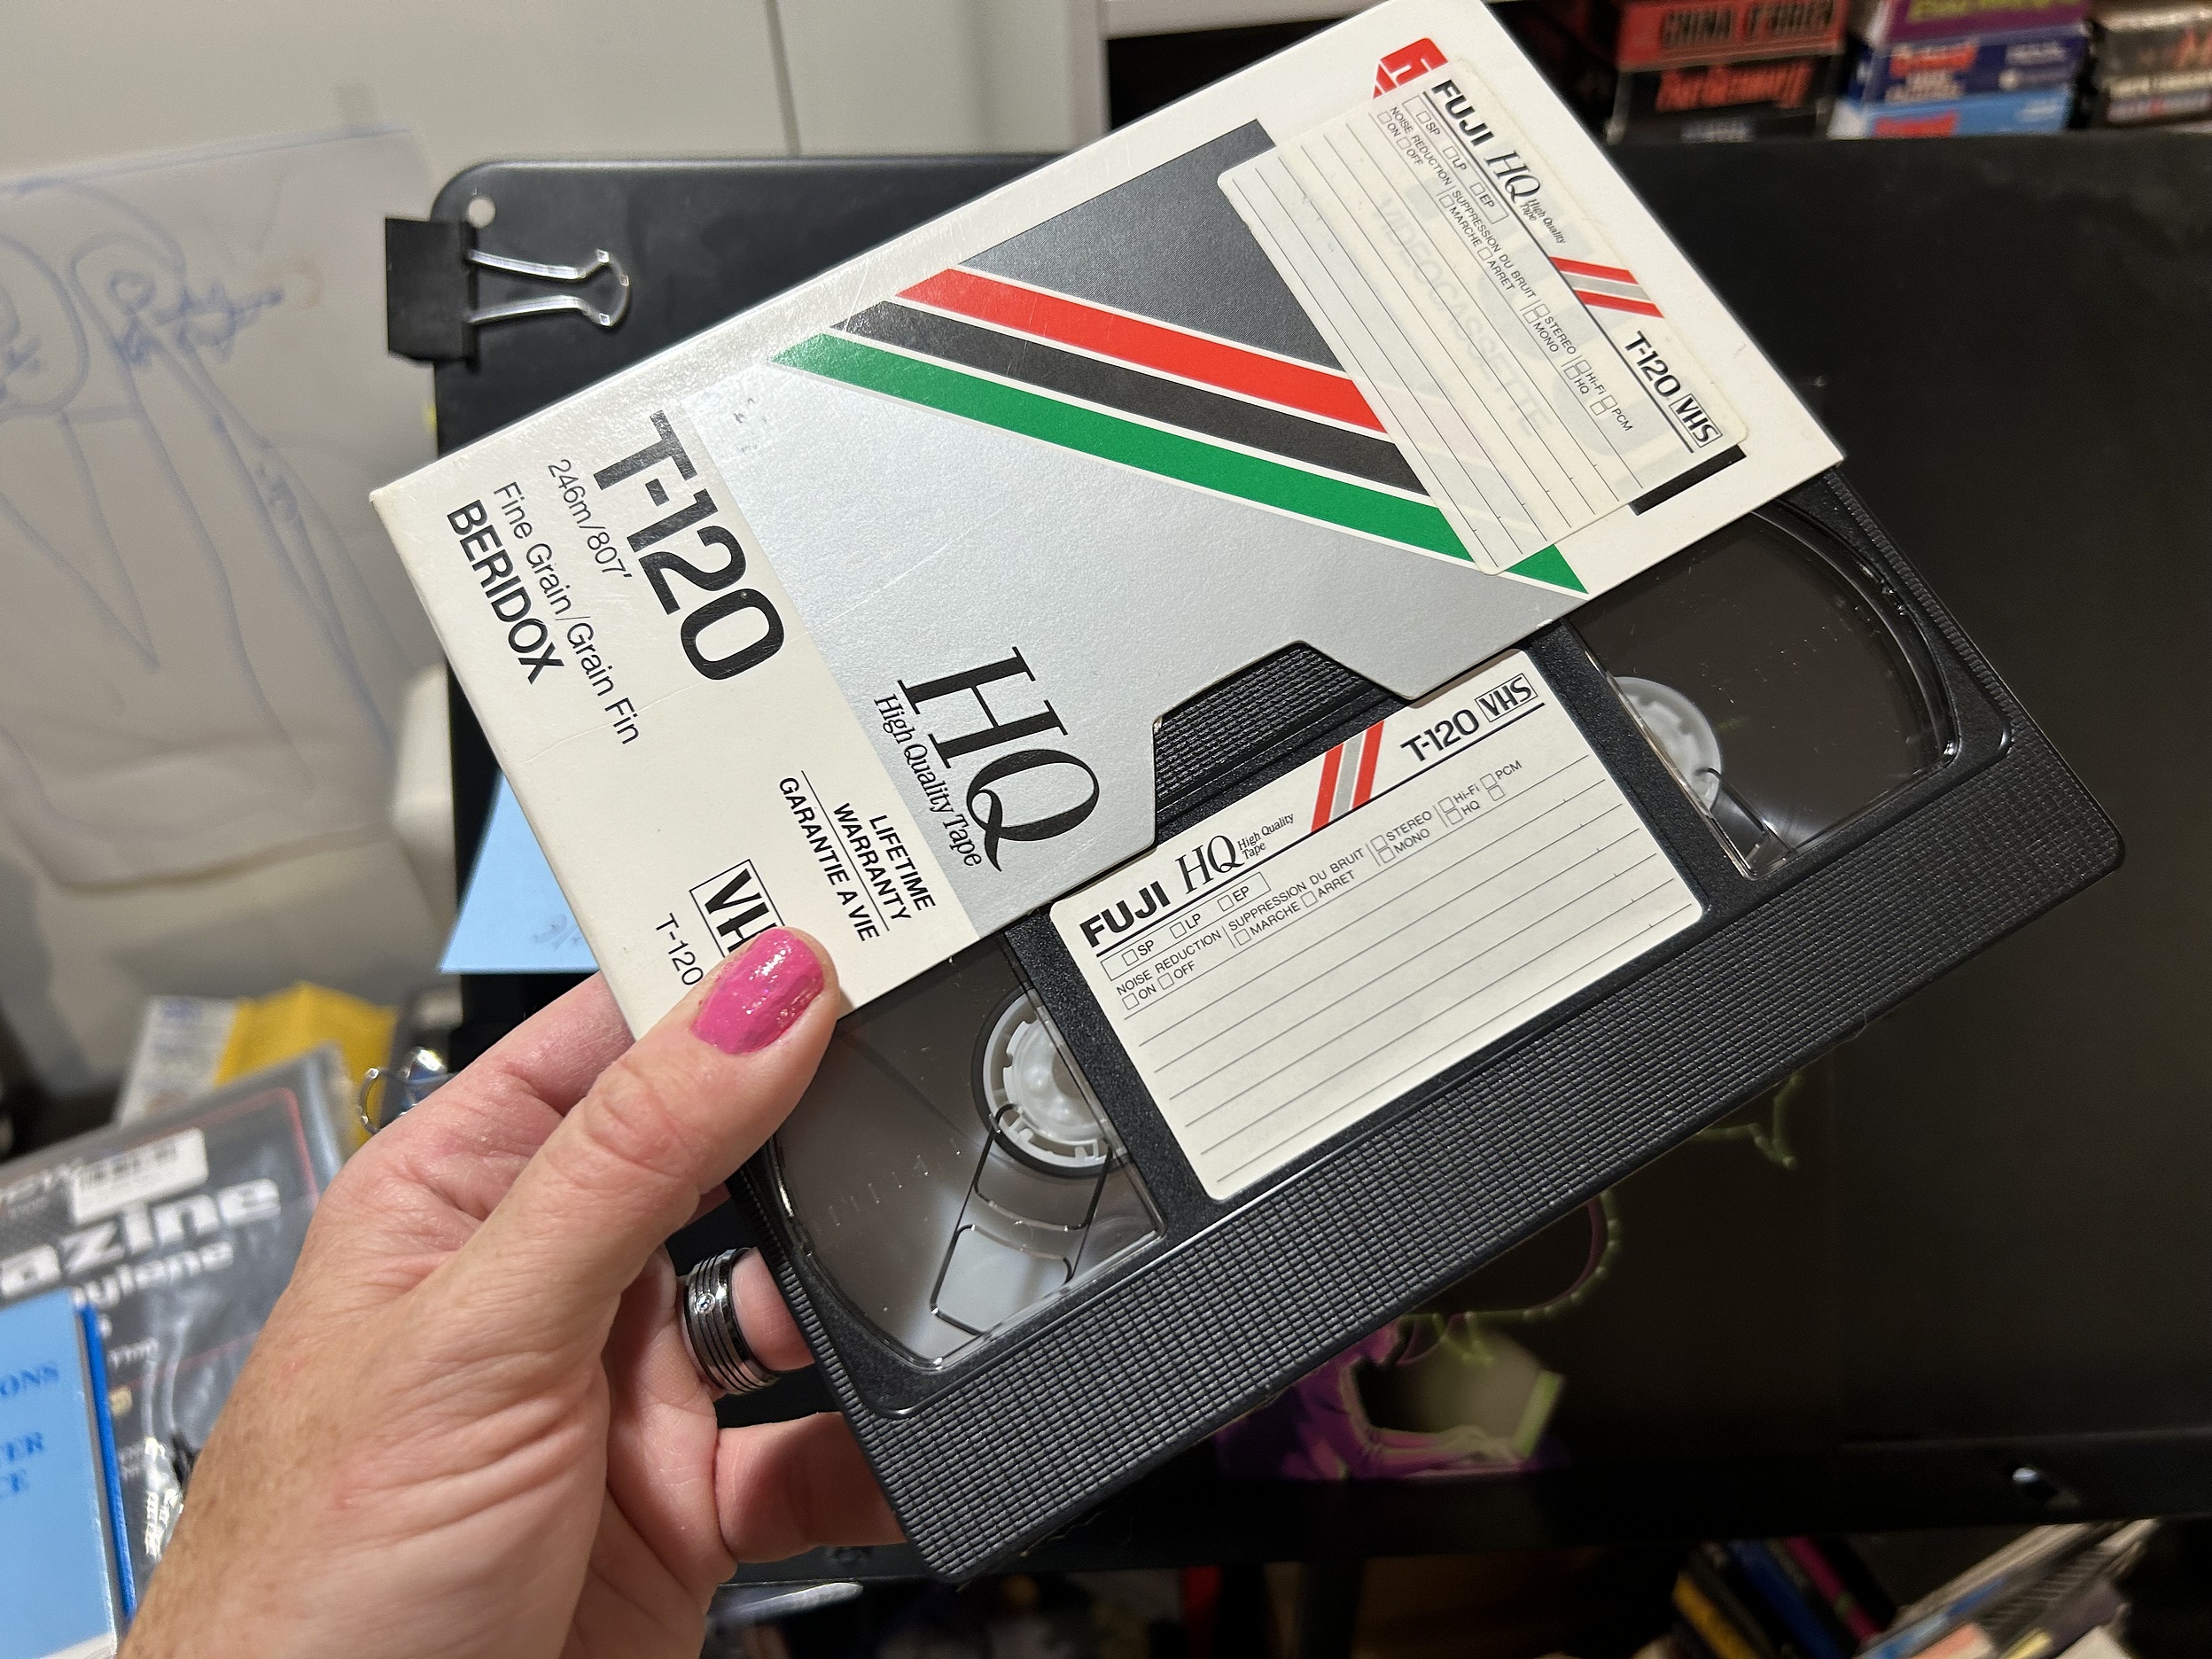 FUJI HQ High Quality Tape T-120 VHS
SP LP EP
NOISE REDUCTION SUPPRESSION DU BRUIT STEREO Hi-Fi PCM
ON OFF MARCHE ARRET MONO HQ
VIDEOCASSETTE
T-120
246m/807'
Fine Grain/Grain Fin
BERIDOX
HQ
High Quality Tape
LIFETIME
WARRANTY
GARANTIE A VIE
T-120
FUJI HQ High Quality Tape T-120 VHS
SP LP EP
NOISE REDUCTION SUPPRESSION DU BRUIT STEREO Hi-Fi PCM
ON OFF MARCHE ARRET MONO HQ